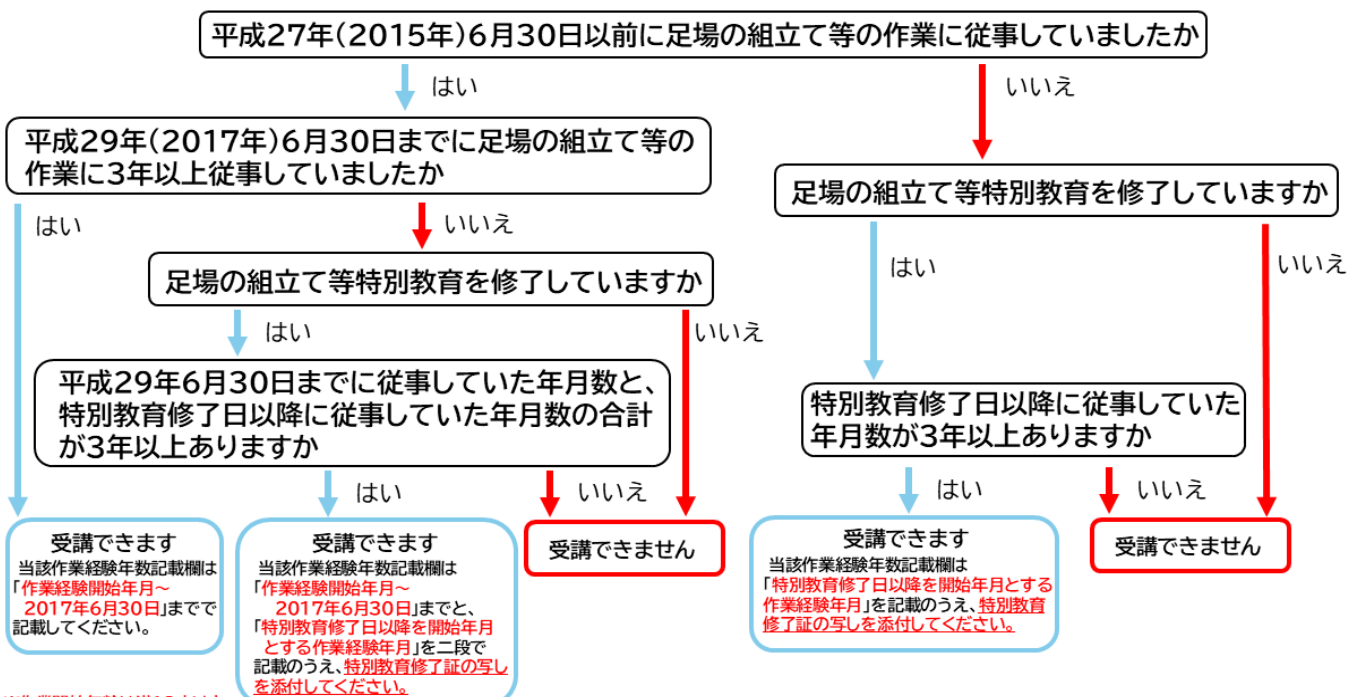 平成27年(2015年)6月30日以前に足場の組立て等の作業に従事していましたか
はい
いいえ
平成29年(2017年)6月30日までに足場の組立て等の
作業に3年以上従事していましたか
足場の組立て等特別教育を修了していますか
はい
いいえ
はい
いいえ
足場の組立て等特別教育を修了していますか
はい
いいえ
平成29年6月30日までに従事していた年月数と、
特別教育修了日以降に従事していた年月数の合計
が3年以上ありますか
特別教育修了日以降に従事していた
年月数が3年以上ありますか
はい
いいえ
はい
いいえ
受講できます
当該作業経験年数記載欄は
「作業経験開始年月~
2017年6月30日」までで
記載してください。
受講できます
当該作業経験年数記載欄は
「作業経験開始年月~
2017年6月30日」までと、
「特別教育修了日以降を開始年月
とする作業経験年月」を二段で
記載のうえ、特別教育修了証の写し
を添付してください。
受講できません
受講できます
当該作業経験年数記載欄は
「特別教育修了日以降を開始年月とする
作業経験年月」を記載のうえ、特別教育
修了証の写しを添付してください。
受講できません